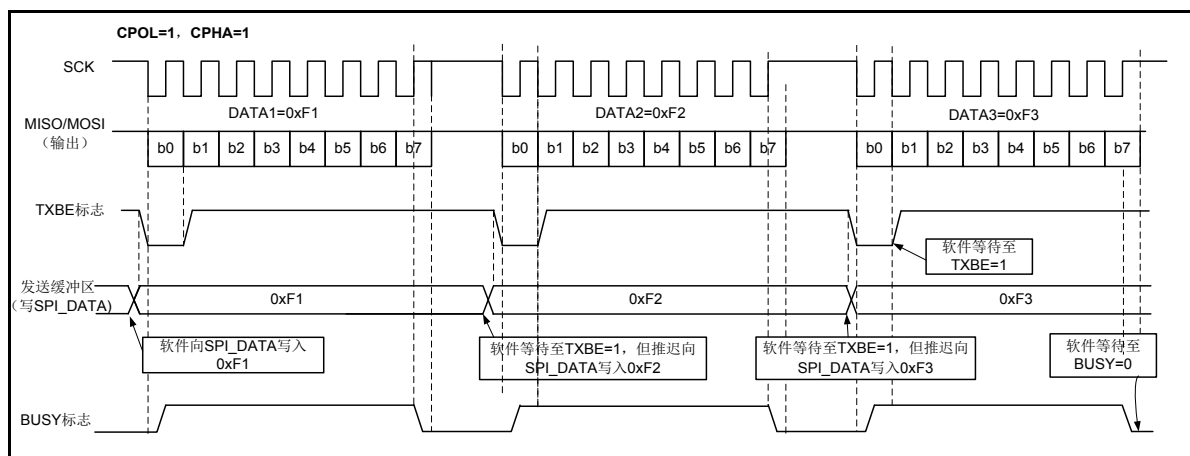 CPOL=1，CPHA=1
SCK
DATA1=0xF1
DATA2=0xF2
DATA3=0xF3
MISO/MOSI
（输出）
b0 b1 b2 b3 b4 b5 b6 b7
b0 b1 b2 b3 b4 b5 b6 b7
b0 b1 b2 b3 b4 b5 b6 b7
TXBE标志
软件等待至
TXBE=1
发送缓冲区
（写SPI_DATA)
0xF1
0xF2
0xF3
软件向SPI_DATA写入
0xF1
软件等待至TXBE=1，但推迟向
SPI_DATA写入0xF2
软件等待至TXBE=1，但推迟向
SPI_DATA写入0xF3
软件等待至
BUSY=0
BUSY标志